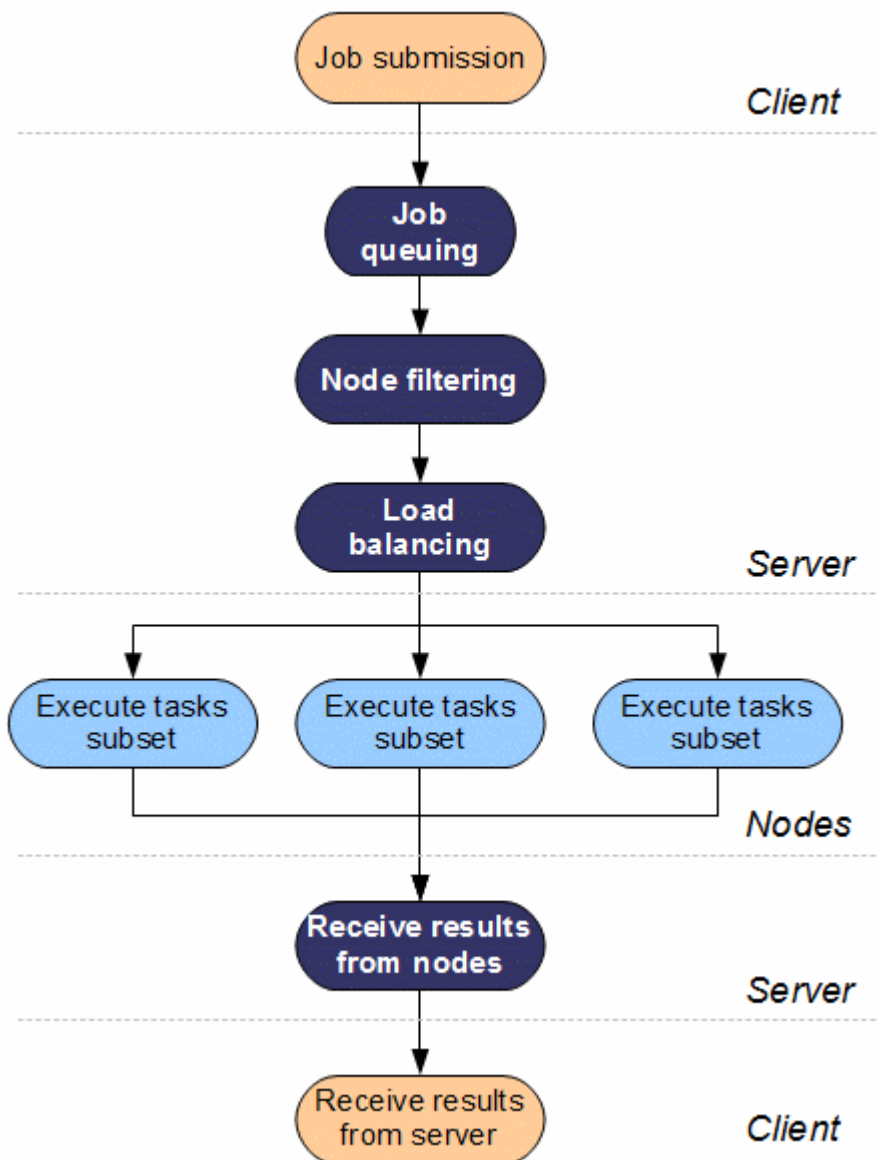 Job submission
Client
Job
queuing
Node filtering
Load
balancing
Server
Execute tasks
subset
Execute tasks
subset
Execute tasks
subset
Nodes
Receive results
from nodes
Server
Receive results
from server
Client